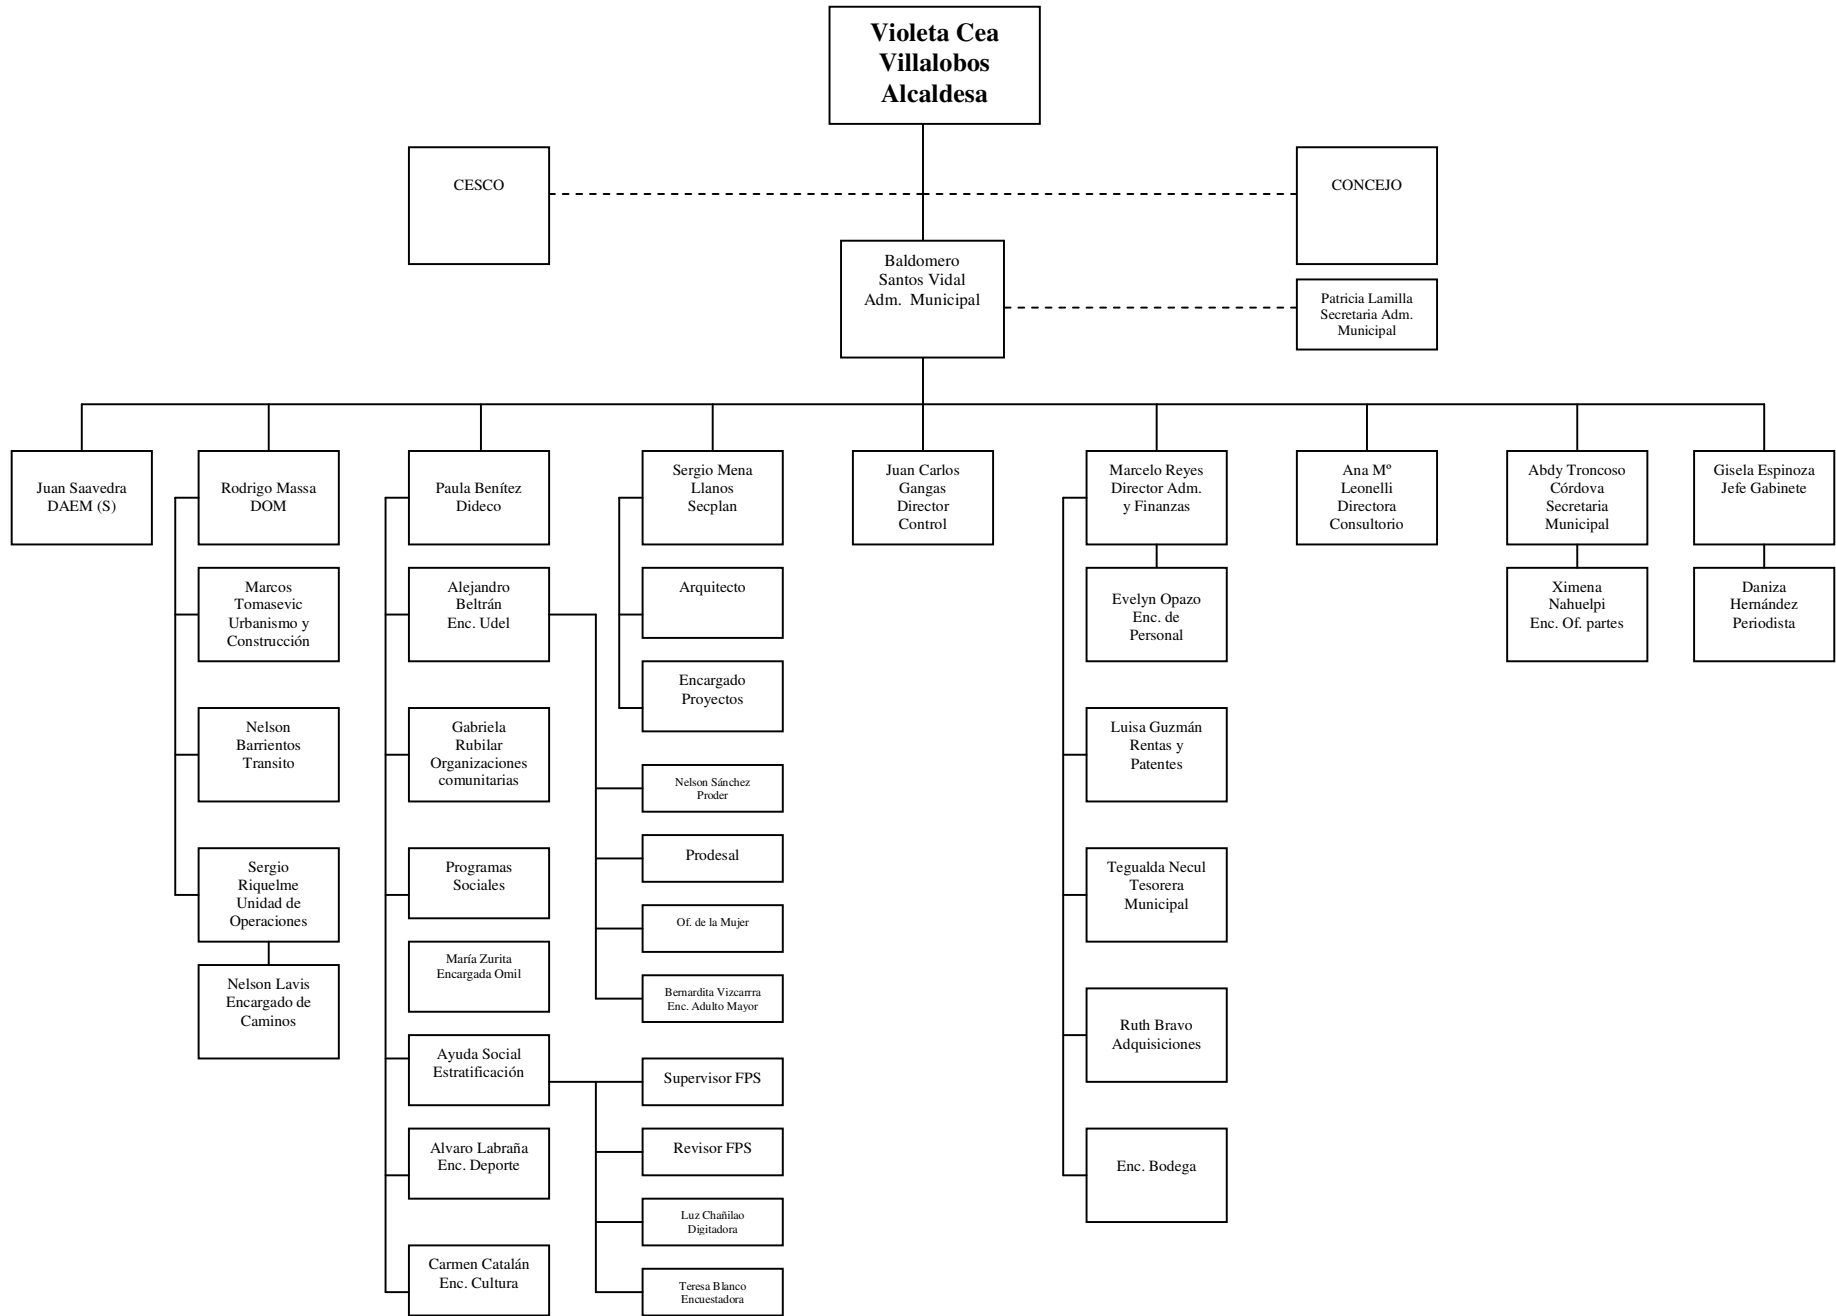 Violeta Cea
Villalobos
Alcaldesa
CESCO
CONCEJO
Baldomero
Santos Vidal
Adm. Municipal
Patricia Lamilla
Secretaria Adm.
Municipal
Juan Saavedra
DAEM (S)
Rodrigo Massa
DOM
Paula Benítez
Dideco
Sergio Mena
Llanos
Secplan
Juan Carlos
Gangas
Director
Control
Marcelo Reyes
Director Adm.
y Finanzas
Ana Mº
Leonelli
Directora
Consultorio
Abdy Troncoso
Córdova
Secretaria
Municipal
Gisela Espinoza
Jefe Gabinete
Marcos
Tomasevic
Urbanismo y
Construcción
Nelson
Barrientos
Transito
Sergio
Riquelme
Unidad de
Operaciones
Nelson Lavis
Encargado de
Caminos
Alejandro
Beltrán
Enc. Udel
Gabriela
Rubilar
Organizaciones
comunitarias
Programas
Sociales
María Zurita
Encargada Omil
Ayuda Social
Estratificación
Alvaro Labraña
Enc. Deporte
Carmen Catalán
Enc. Cultura
Arquitecto
Encargado
Proyectos
Nelson Sánchez
Proder
Prodesal
Of. de la Mujer
Bernardita Vizcarrra
Enc. Adulto Mayor
Supervisor FPS
Revisor FPS
Luz Chañilao
Digitadora
Teresa Blanco
Encuestadora
Evelyn Opazo
Enc. de
Personal
Luisa Guzmán
Rentas y
Patentes
Tegualda Necul
Tesorera
Municipal
Ruth Bravo
Adquisiciones
Enc. Bodega
Ximena
Nahuelpi
Enc. Of. partes
Daniza
Hernández
Periodista